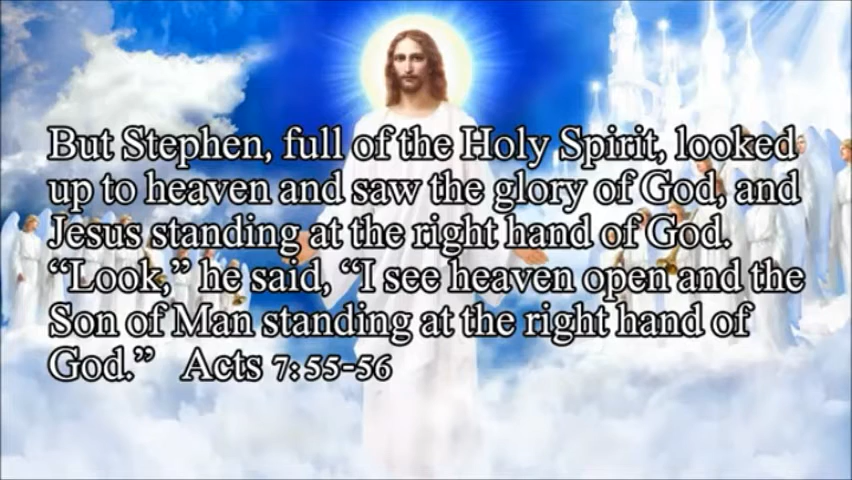 But Stephen, full of the Holy Spirit, looked
up to heaven and saw the glory of God, and
Jesus standing at the right hand of God.
“Look,” he said, “I see heaven open and the
Son of Man standing at the right hand of
God.” Acts 7: 55-56